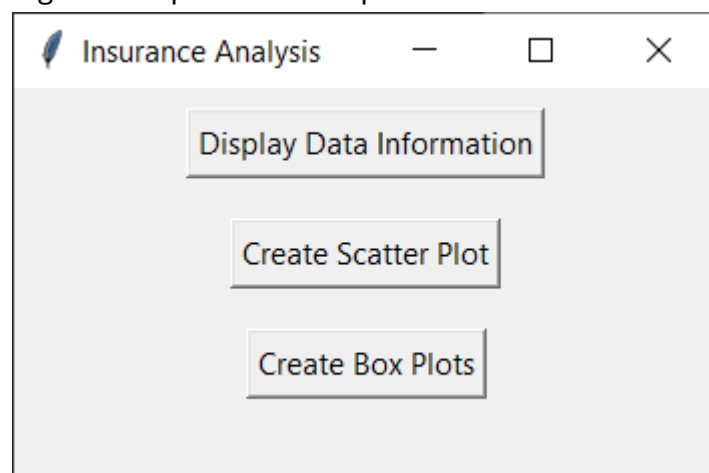 Insurance Analysis
Display Data Information
Create Scatter Plot
Create Box Plots